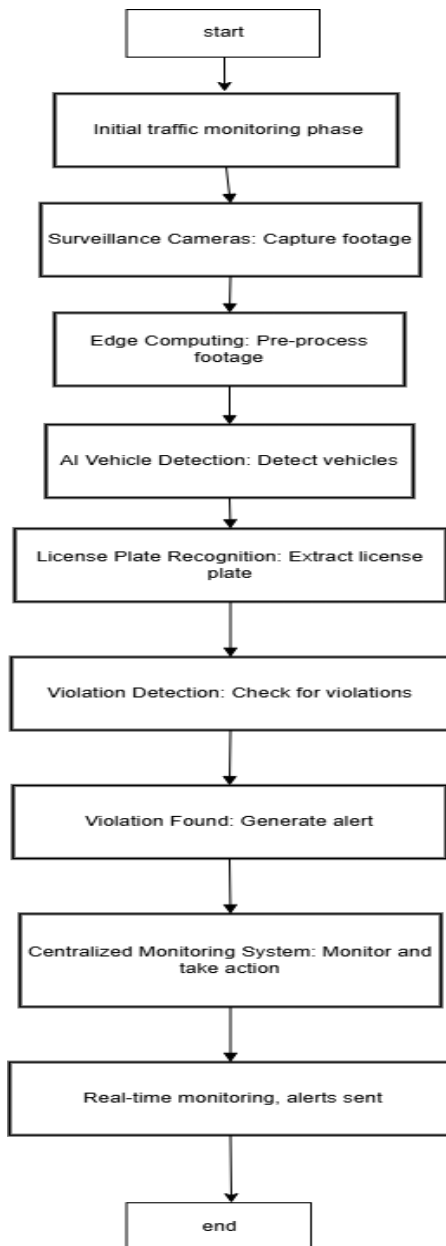 start
Initial traffic monitoring phase
Surveillance Cameras: Capture footage
Edge Computing: Pre-process
footage
AI Vehicle Detection: Detect vehicles
License Plate Recognition: Extract license
plate
Violation Detection: Check for violations
Violation Found: Generate alert
Centralized Monitoring System: Monitor and
take action
Real-time monitoring, alerts sent
end